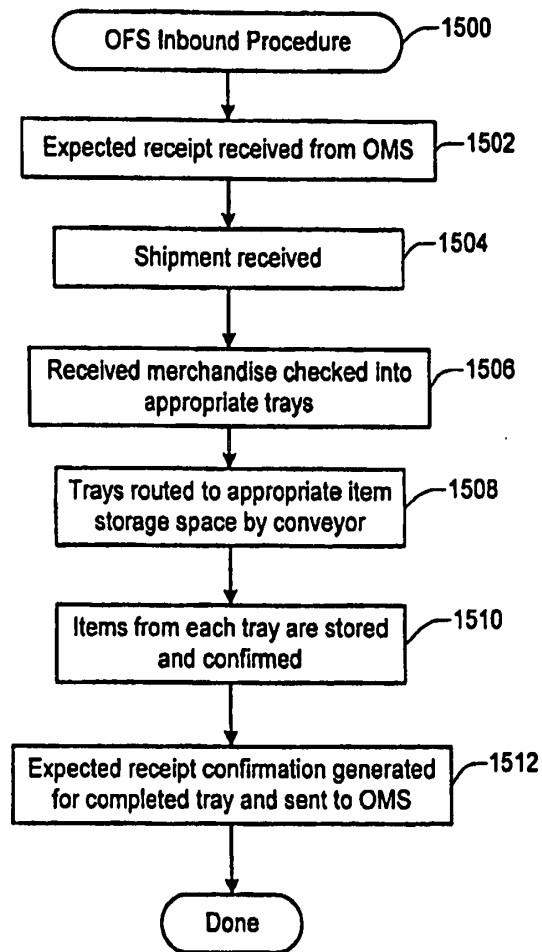 OFS Inbound Procedure
1500
Expected receipt received from OMS
1502
Shipment received
1504
Received merchandise checked into
appropriate trays
1506
Trays routed to appropriate item
storage space by conveyor
1508
Items from each tray are stored
and confirmed
1510
Expected receipt confirmation generated
for completed tray and sent to OMS
1512
Done